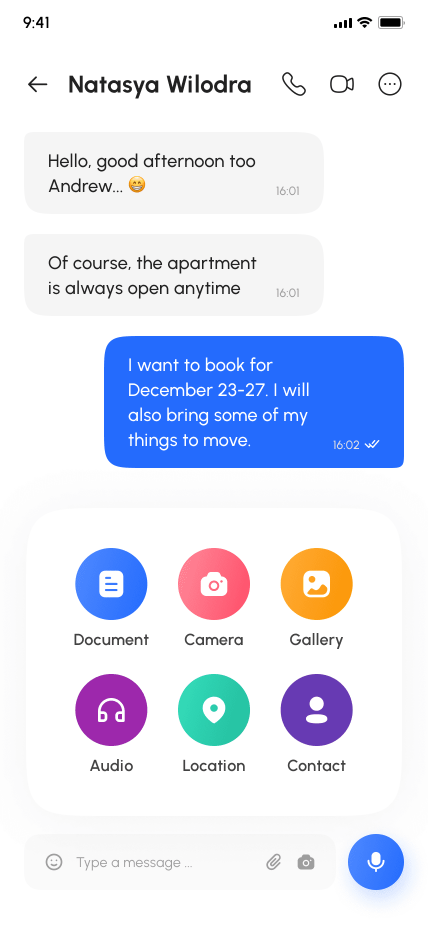 9:41
Natasya Wilodra
Hello, good afternoon too
Andrew... 😁
16:01
Of course, the apartment
is always open anytime
16:01
I want to book for
December 23-27. I will
also bring some of my
things to move.
16:02
Document
Camera
Gallery
Audio
Location
Contact
Type a message ...